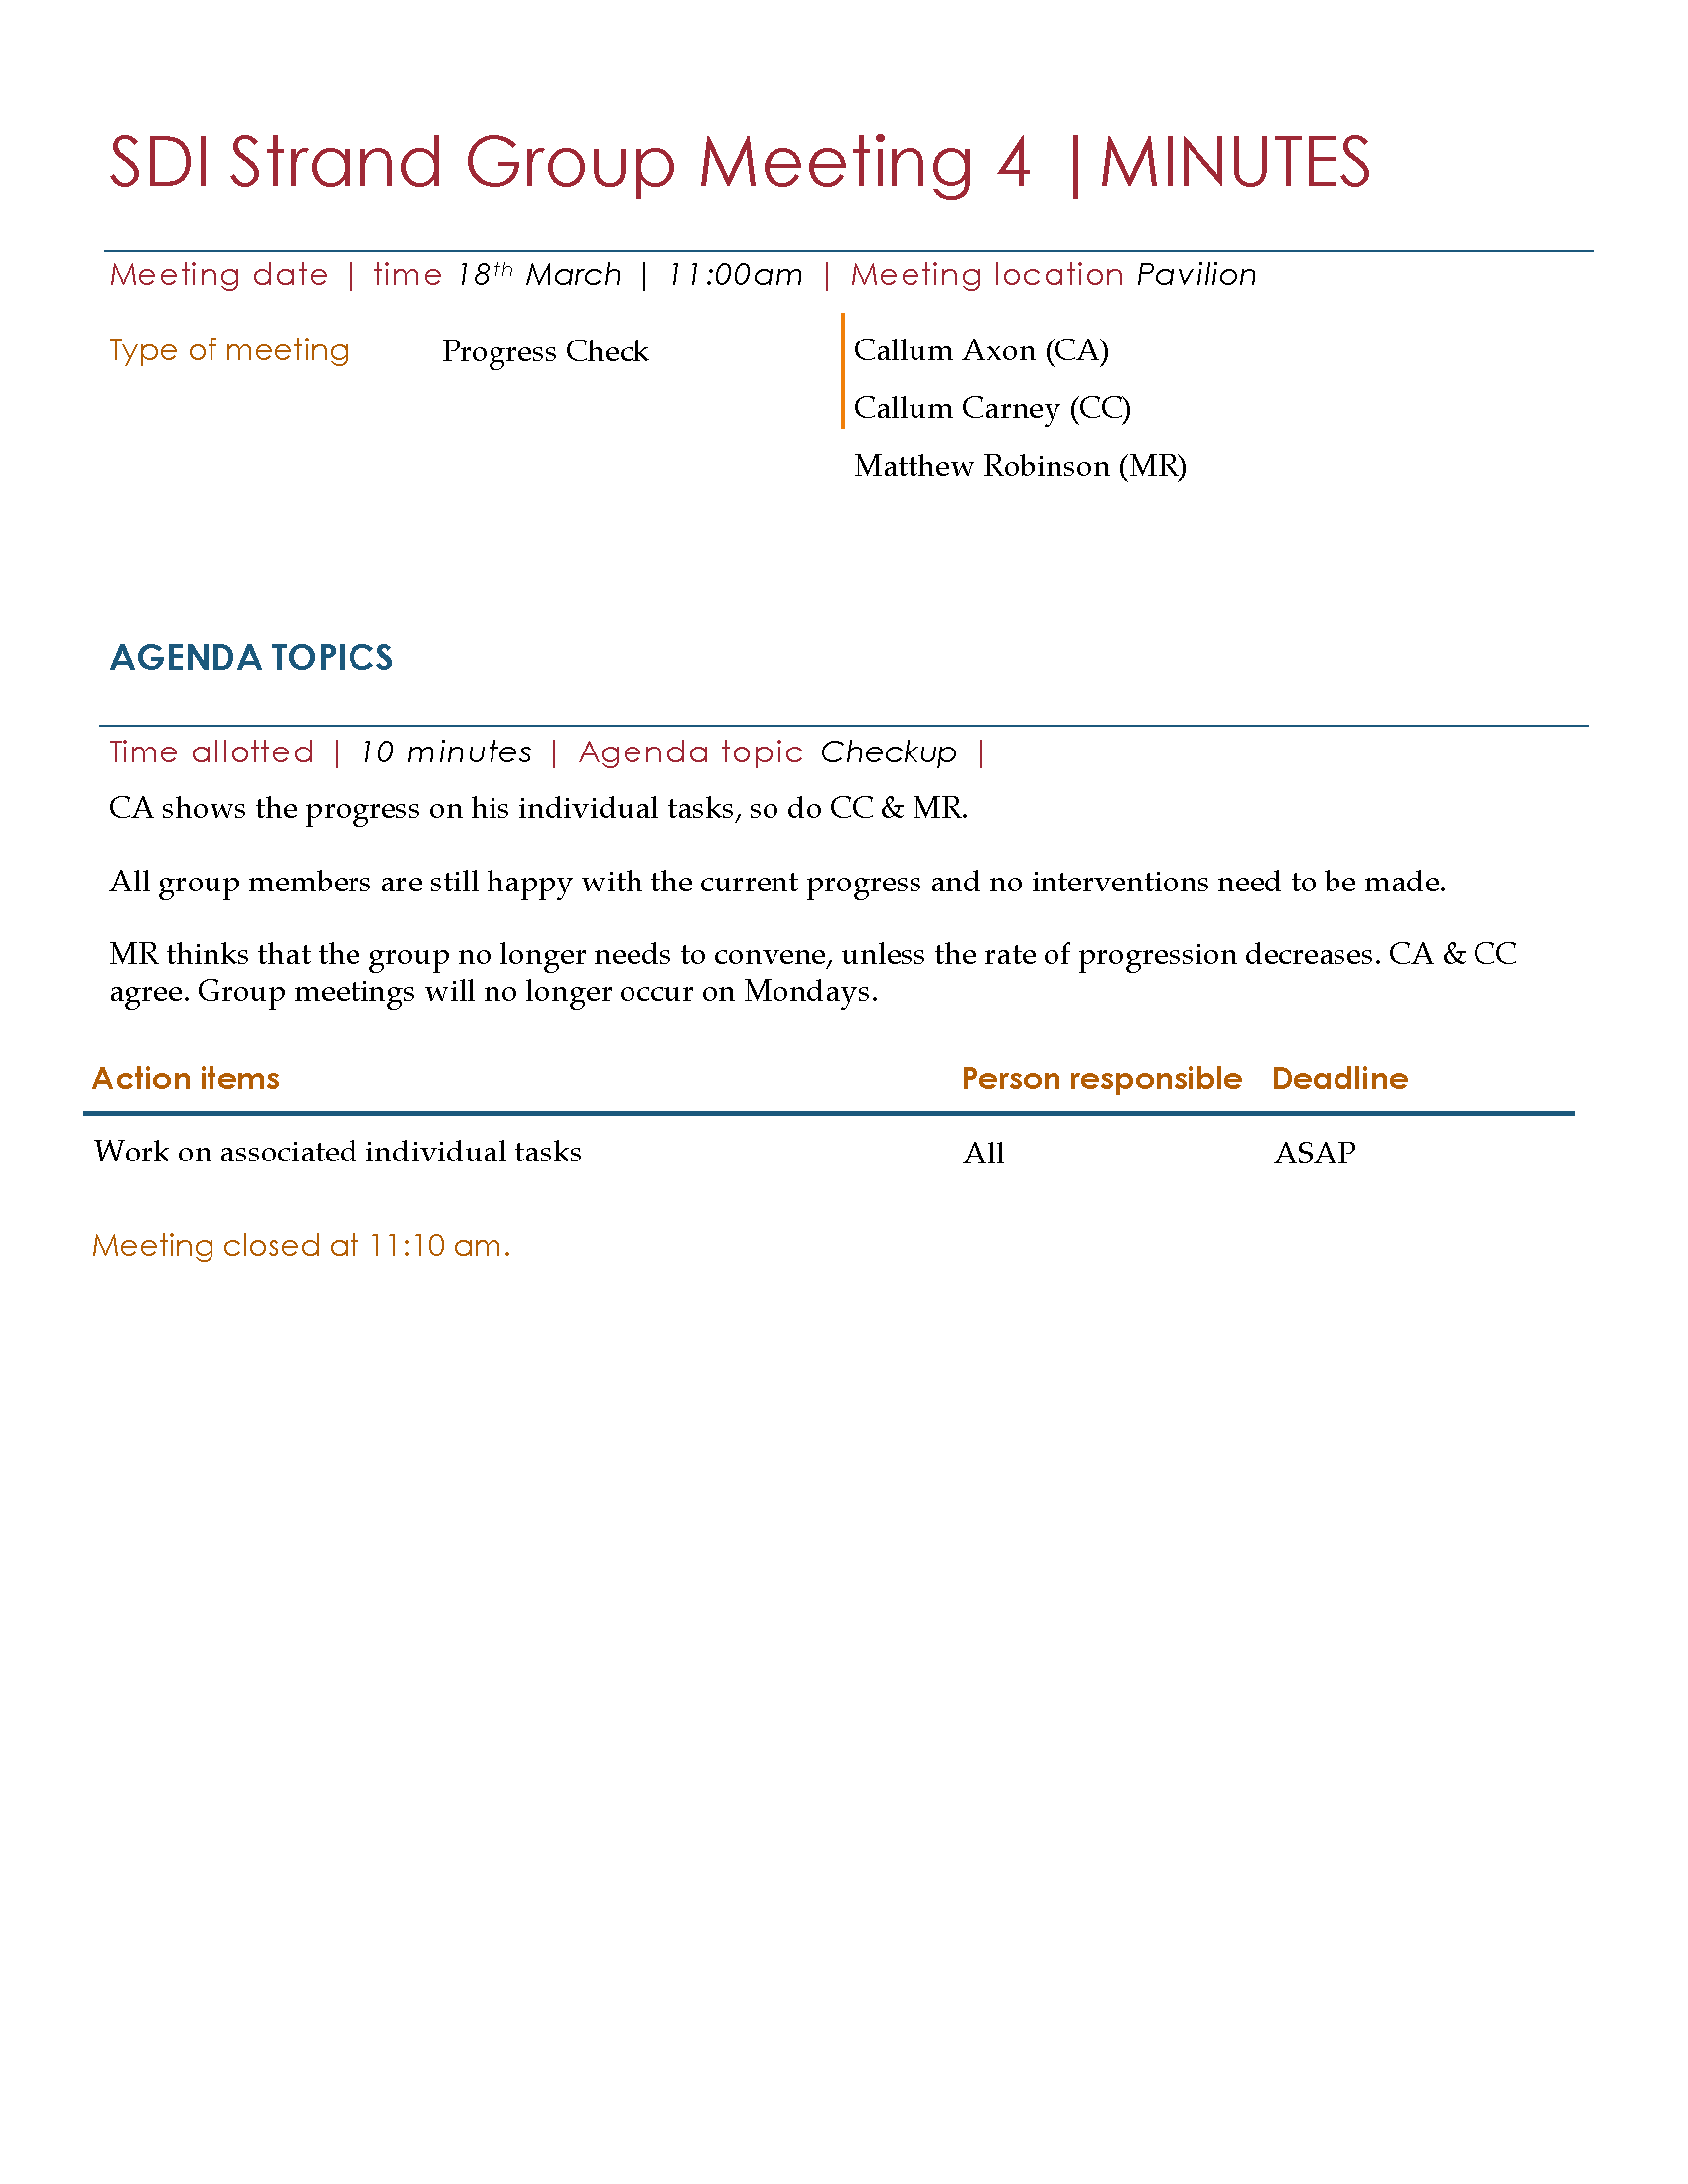 SDI Strand Group Meeting 4 |MINUTES
Meeting date | time 18th March | 11:00am | Meeting location Pavilion
Type of meeting Progress Check
Callum Axon (CA)
Callum Carney (CC)
Matthew Robinson (MR)
AGENDA TOPICS
Time allotted | 10 minutes | Agenda topic Checkup |
CA shows the progress on his individual tasks, so do CC & MR.
All group members are still happy with the current progress and no interventions need to be made.
MR thinks that the group no longer needs to convene, unless the rate of progression decreases. CA & CC
agree. Group meetings will no longer occur on Mondays.
Action items Person responsible Deadline
Work on associated individual tasks All ASAP
Meeting closed at 11:10 am.